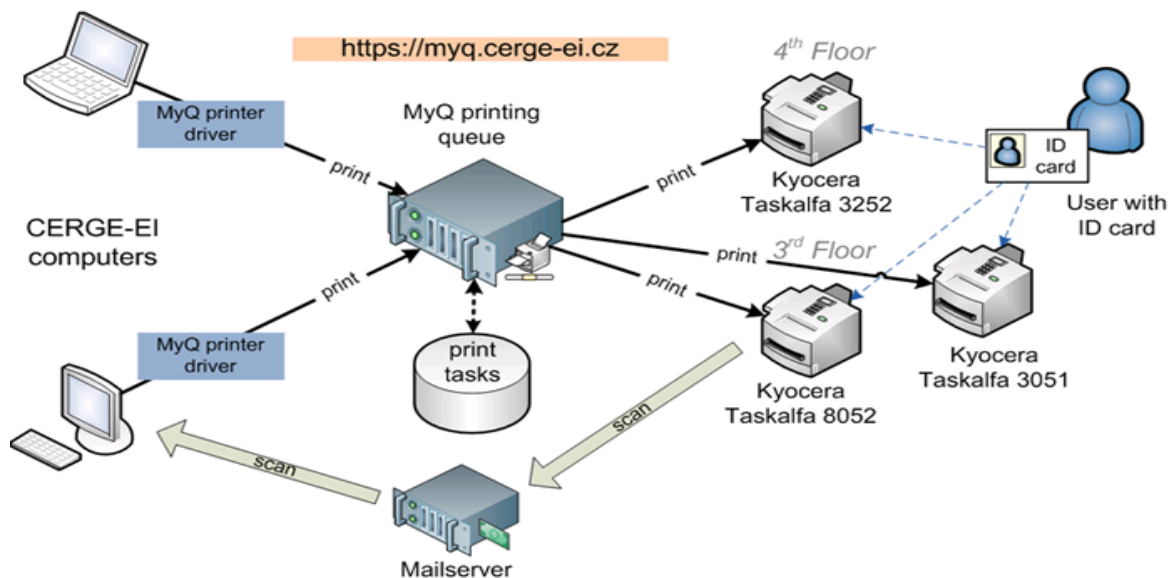 https://myq.cerge-ei.cz
4th Floor
MyQ printer
driver
MyQ printing
queue
print
print
ID
card
Kyocera
Taskalfa 3252
User with
ID card
CERGE-EI
computers
print
3rd Floor
print
print
MyQ printer
driver
print
tasks
Kyocera
Taskalfa 8052
Kyocera
Taskalfa 3051
scan
scan
Mailserver